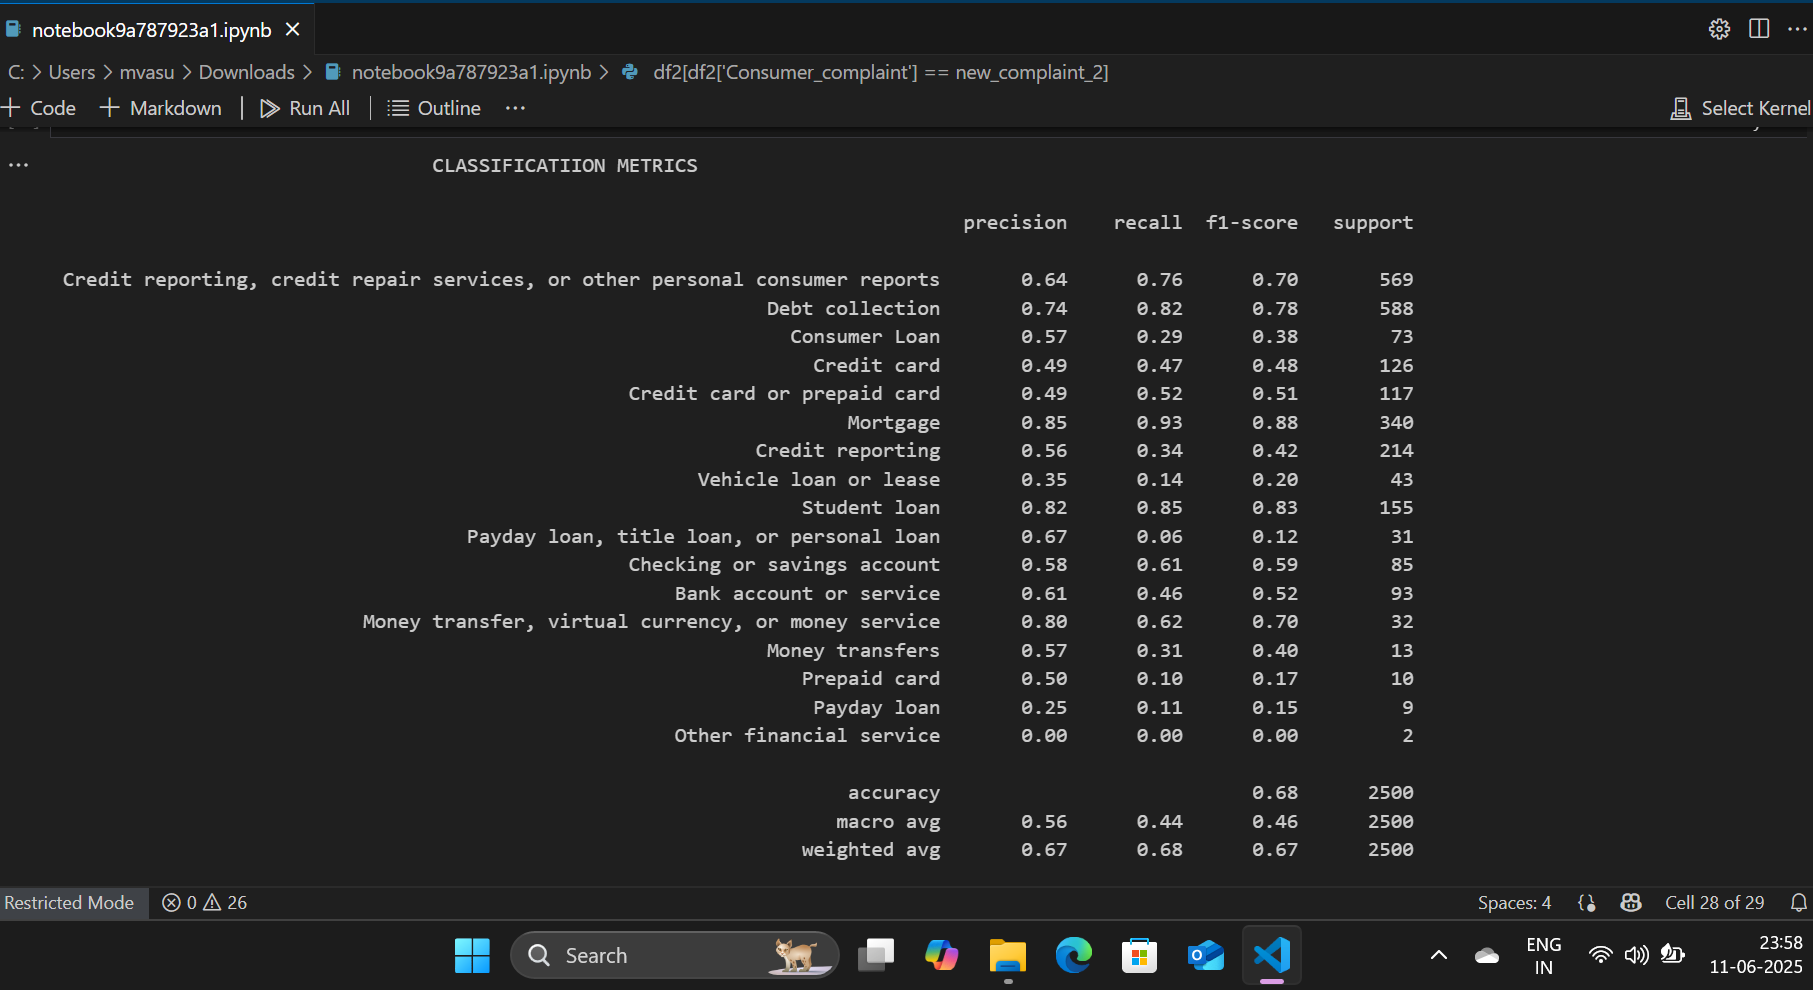 notebook9a787923a1.ipynb
C: > Users > mvasu > Downloads > notebook9a787923a1.ipynb > df2[df2['Consumer_complaint'] == new_complaint_2]
+ Code + Markdown | Run All | Outline ...
Select Kernel
... CLASSIFICATIION METRICS
precision recall f1-score support
Credit reporting, credit repair services, or other personal consumer reports 0.64 0.76 0.70 569
Debt collection 0.74 0.82 0.78 588
Consumer Loan 0.57 0.29 0.38 73
Credit card 0.49 0.47 0.48 126
Credit card or prepaid card 0.49 0.52 0.51 117
Mortgage 0.85 0.93 0.88 340
Credit reporting 0.56 0.34 0.42 214
Vehicle loan or lease 0.35 0.14 0.20 43
Student loan 0.82 0.85 0.83 155
Payday loan, title loan, or personal loan 0.67 0.06 0.12 31
Checking or savings account 0.58 0.61 0.59 85
Bank account or service 0.61 0.46 0.52 93
Money transfer, virtual currency, or money service 0.80 0.62 0.70 32
Money transfers 0.57 0.31 0.40 13
Prepaid card 0.50 0.10 0.17 10
Payday loan 0.25 0.11 0.15 9
Other financial service 0.00 0.00 0.00 2
accuracy 0.68 2500
macro avg 0.56 0.44 0.46 2500
weighted avg 0.67 0.68 0.67 2500
Restricted Mode 0 26 Spaces: 4 Cell 28 of 29
Search
ENG
IN
23:58
11-06-2025